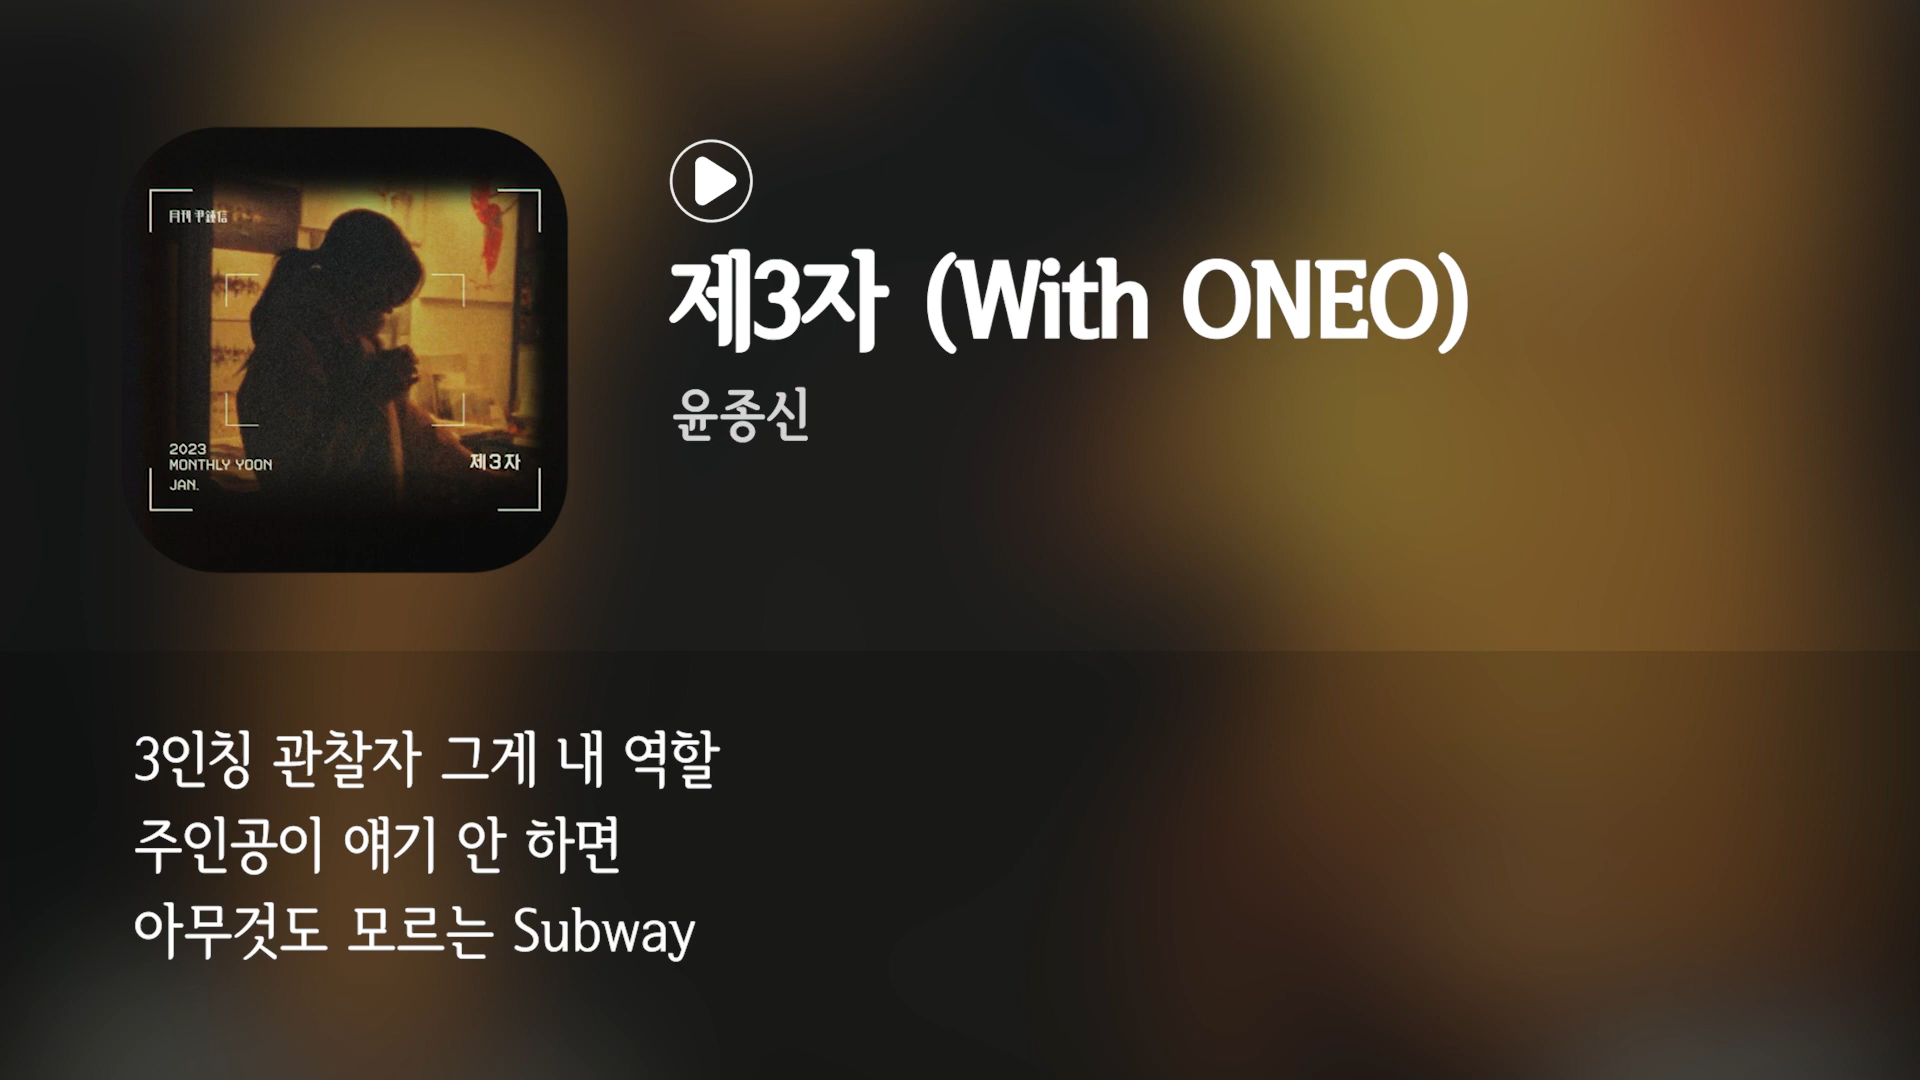 月刊 尹鍾信
2023
MONTHLY YOON
JAN.
제3자
제3자 (With ONEO)
윤종신
3인칭 관찰자 그게 내 역할
주인공이 얘기 안 하면
아무것도 모르는 Subway